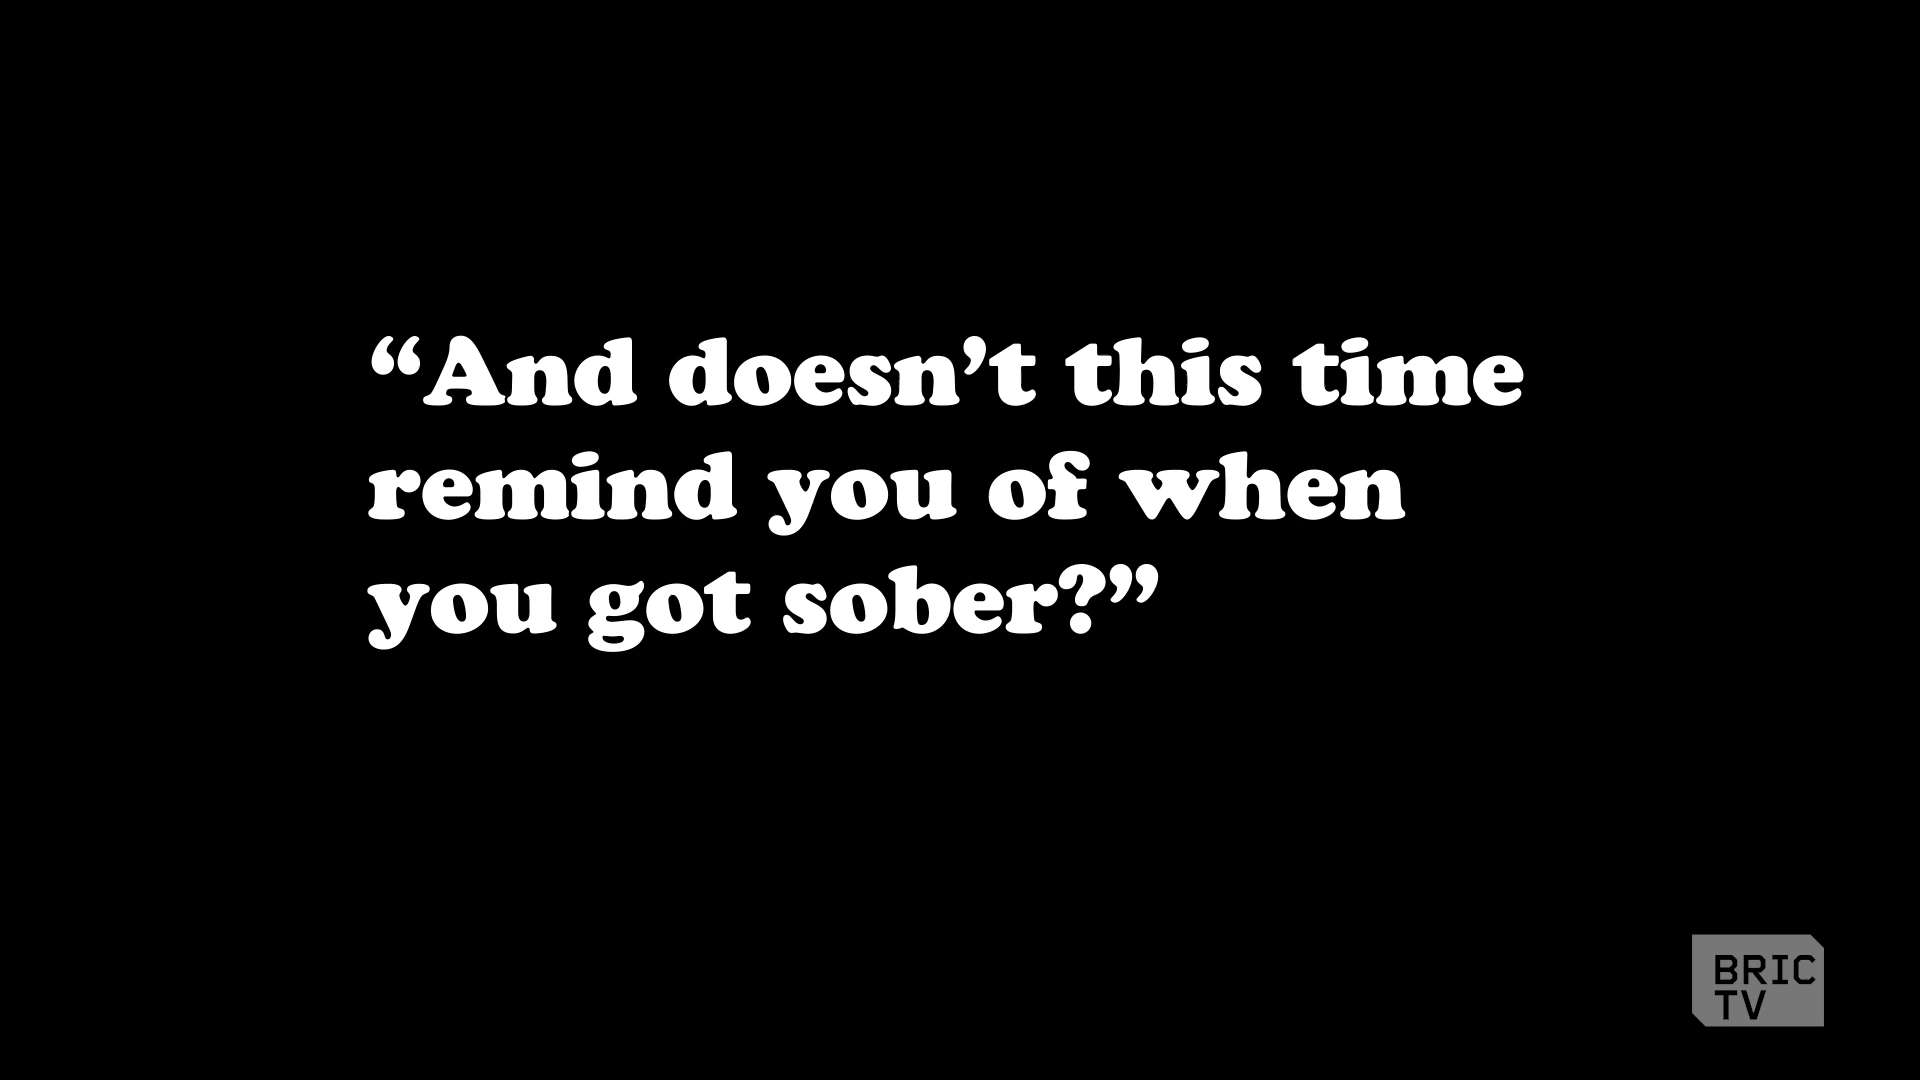 “And doesn’t this time
remind you of when
you got sober?”
BRIC
TV